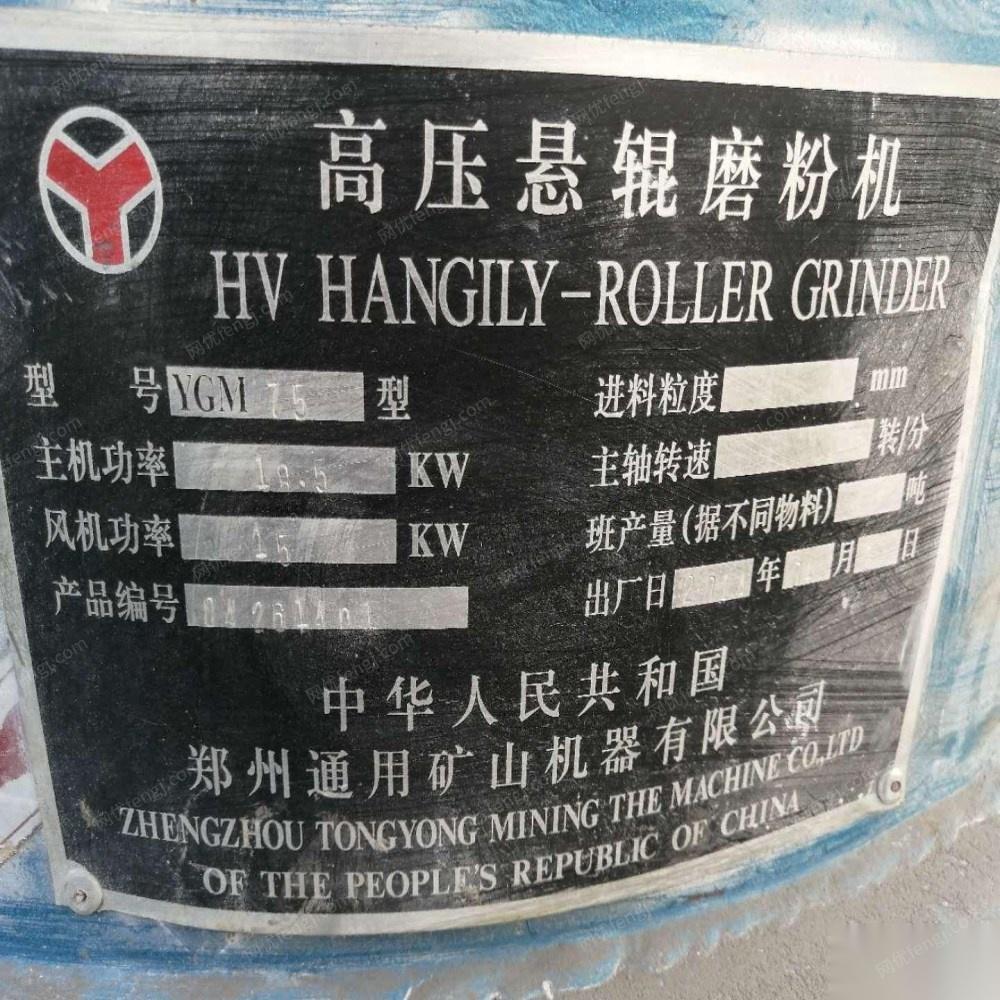 高压悬辊磨粉机
HV HANGILY-ROLLER GRINDER
型 号 YGM 75 型
进料粒度 mm
主机功率 18.5 KW
主轴转速 转/分
风机功率 15 KW
班产量(据不同物料) 吨
产品编号
出厂日 年 月 日
中华人民共和国
郑州通用矿山机器有限公司
ZHENGZHOU TONGYONG MINING THE MACHINE CO.,LTD
OF THE PEOPLE'S REPUBLIC OF CHINA